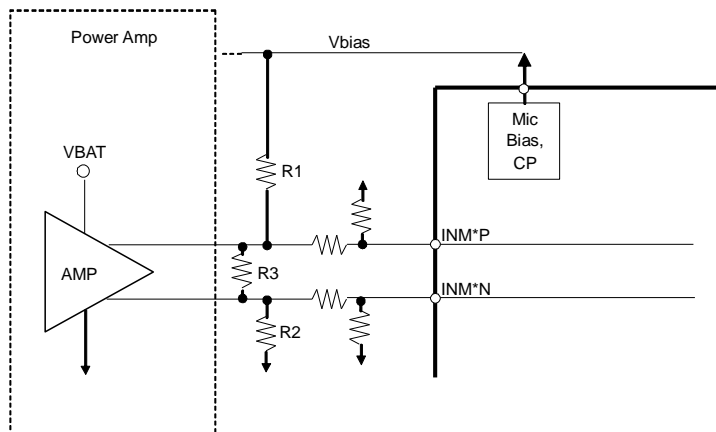 Power Amp
Vbias
Mic
Bias,
CP
VBAT
R1
INM*P
AMP
R3
INM*N
R2